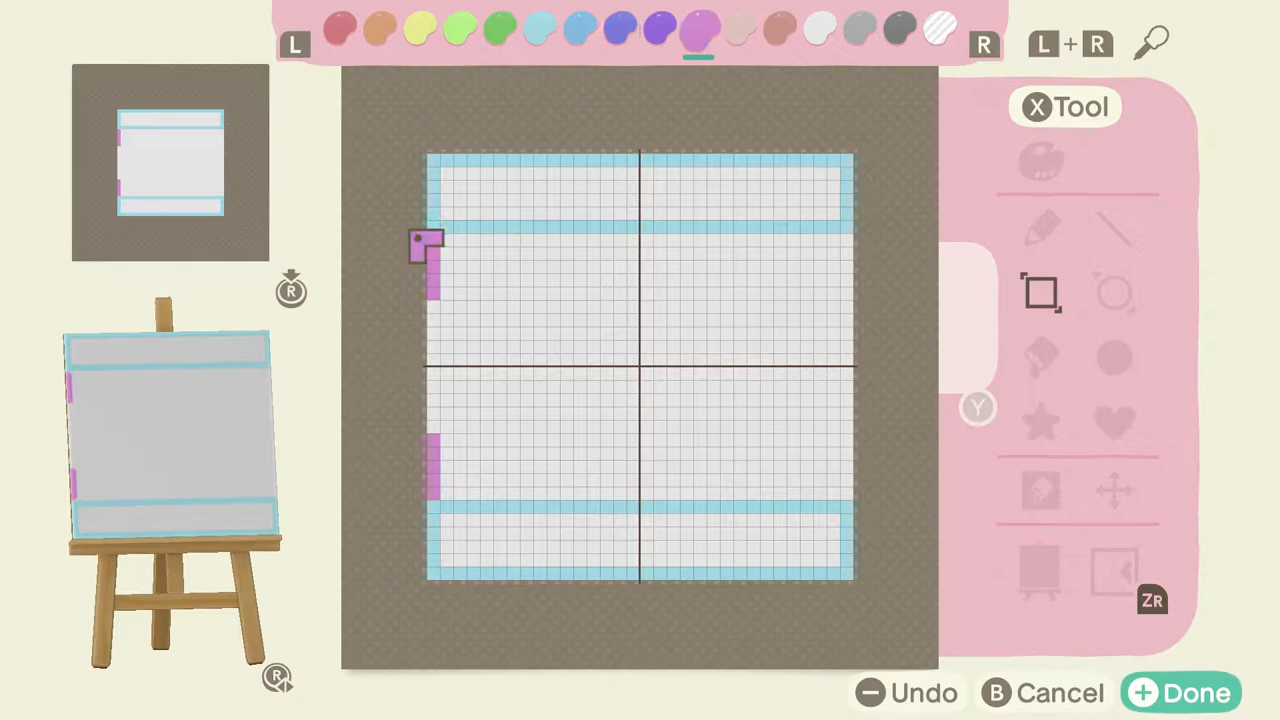 L
R
L + R
X Tool
R
Y
ZR
R
− Undo
B Cancel
+ Done